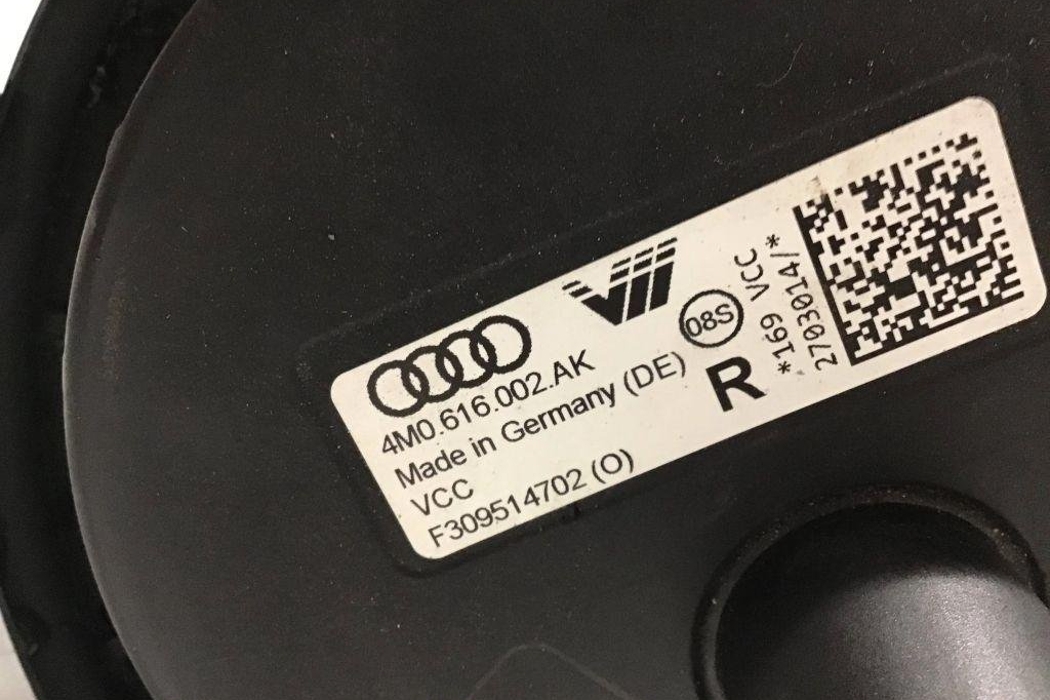 4M0.616.002.AK
Made in Germany (DE)
VCC
F309514702 (O)
08S
R
*169 VCC
2703014/*